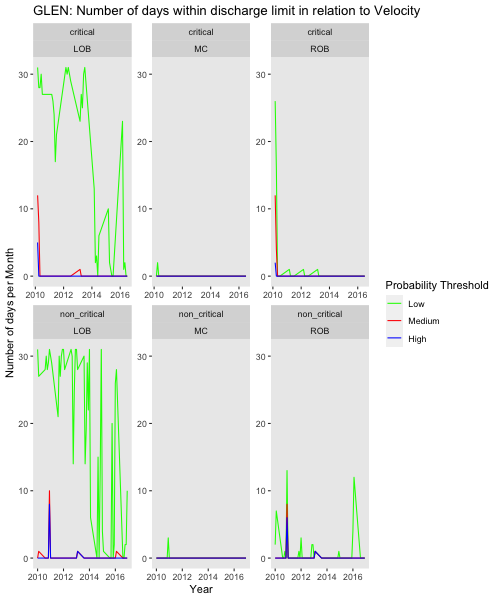 GLEN: Number of days within discharge limit in relation to Velocity
critical critical critical
LOB MC ROB
30 30 30
20 20 20
10 10 10
0 0 0
2010 2012 2014 2016 2010 2012 2014 2016 2010 2012 2014 2016
Number of days per Month
non_critical non_critical non_critical
LOB MC ROB
30 30 30
20 20 20
10 10 10
0 0 0
2010 2012 2014 2016 2010 2012 2014 2016 2010 2012 2014 2016
Year
Probability Threshold
Low
Medium
High